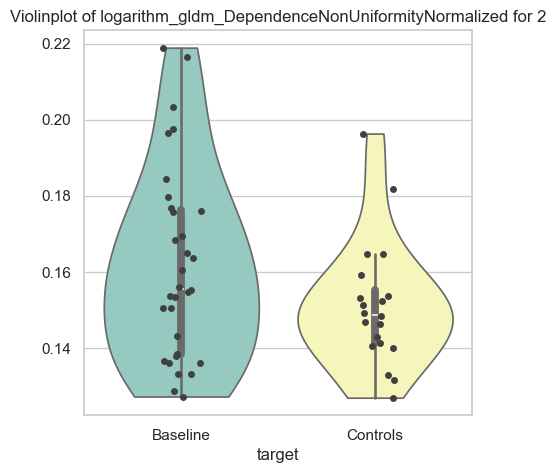 Violinplot of logarithm_gldm_DependenceNonUniformityNormalized for 2
0.22
0.20
0.18
0.16
0.14
Baseline
Controls
target